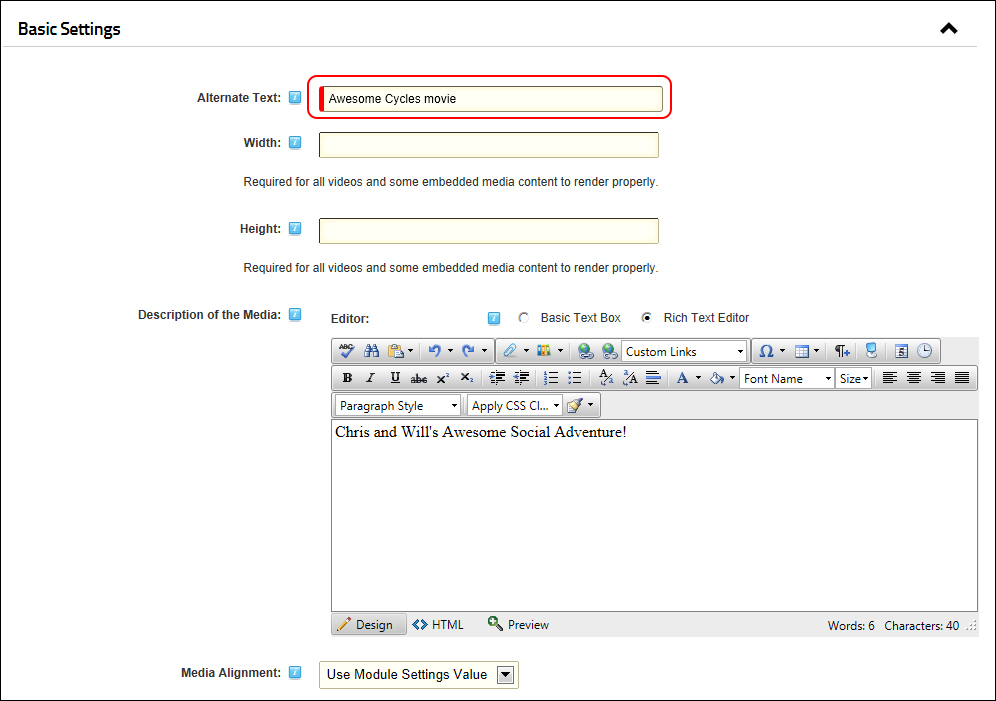 Basic Settings
Alternate Text: Awesome Cycles movie
Width:
Required for all videos and some embedded media content to render properly.
Height:
Required for all videos and some embedded media content to render properly.
Description of the Media: Editor: Basic Text Box Rich Text Editor
ABC Custom Links Ω ¶
B I U abc x² x₂ A Font Name Size
Paragraph Style Apply CSS Cl...
Chris and Will's Awesome Social Adventure!
Design HTML Preview Words: 6 Characters: 40
Media Alignment: Use Module Settings Value